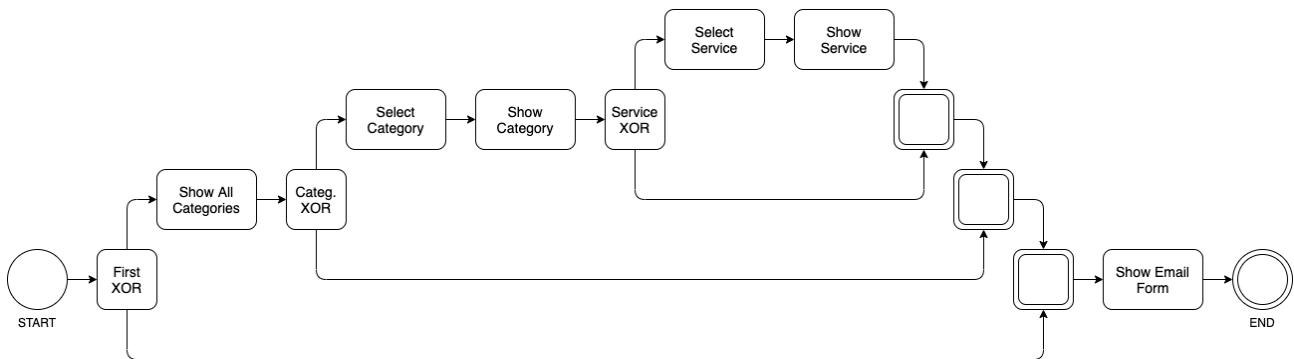 Select
Service
Show
Service
Select
Category
Show
Category
Service
XOR
Show All
Categories
Categ.
XOR
First
XOR
Show Email
Form
START
END